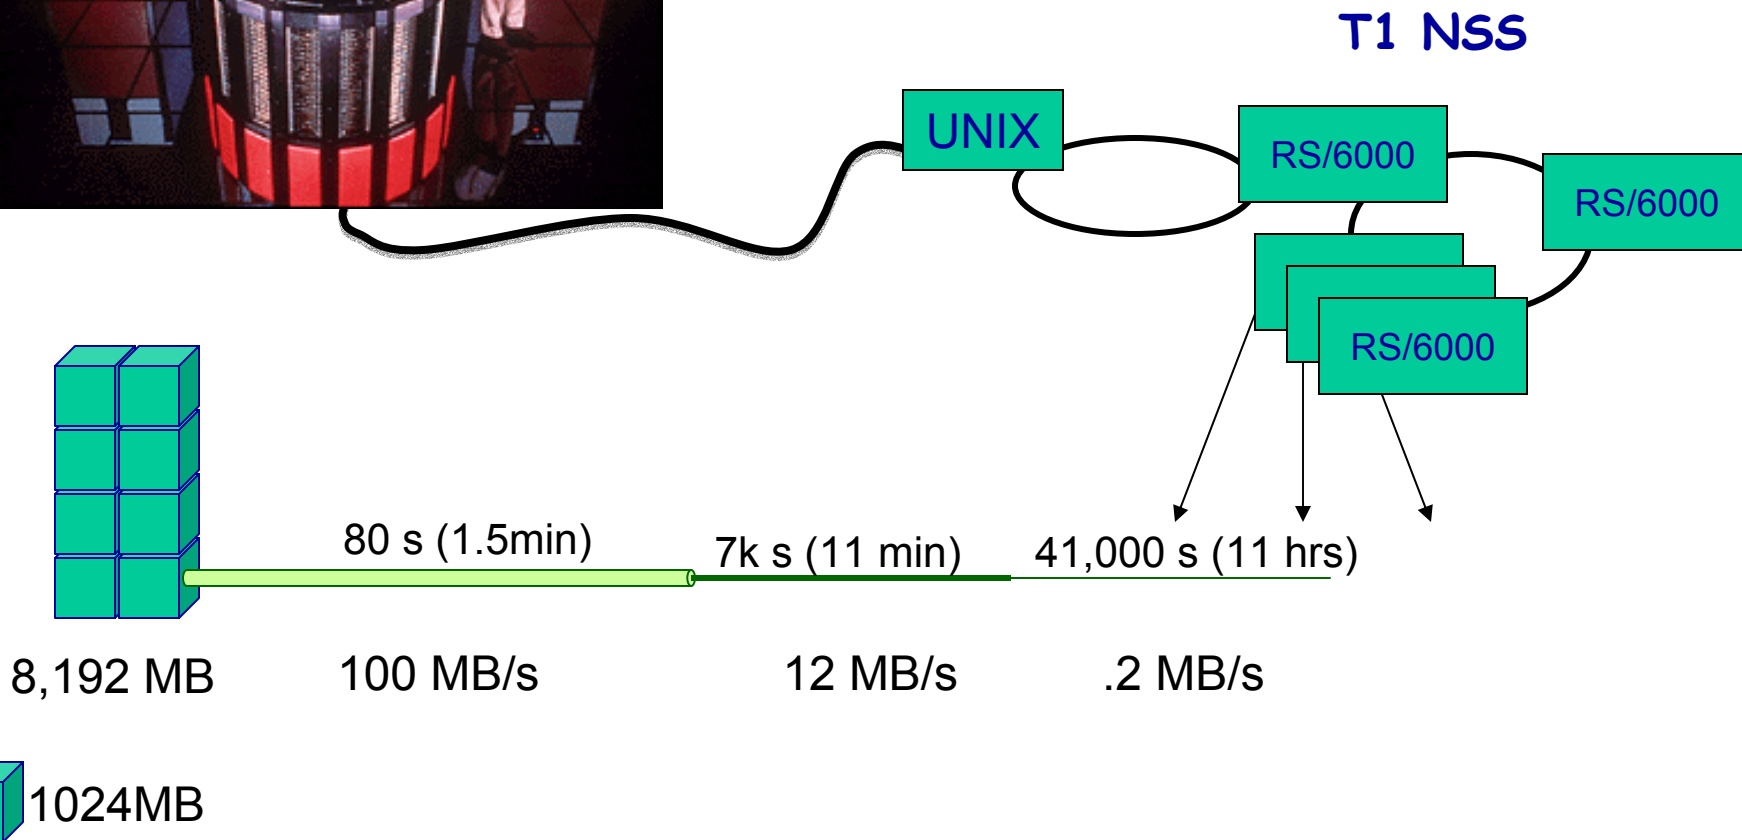 T1 NSS
UNIX
RS/6000
RS/6000
RS/6000
80 s (1.5min)
7k s (11 min)
41,000 s (11 hrs)
8,192 MB
100 MB/s
12 MB/s
.2 MB/s
1024MB